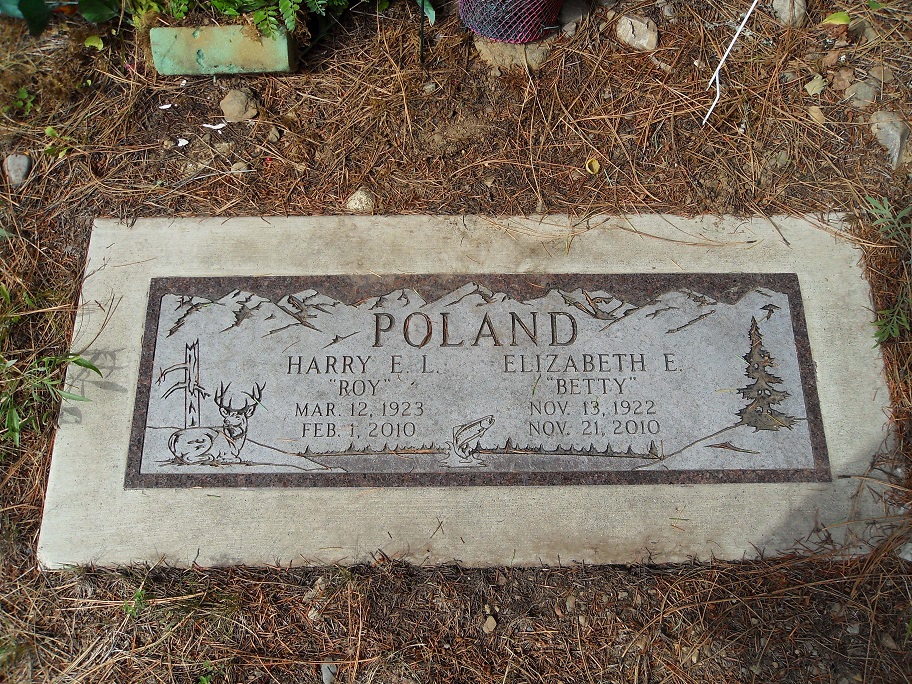 POLAND
HARRY E. L. ELIZABETH E.
"ROY" "BETTY"
MAR. 12, 1923 NOV. 13, 1922
FEB. 1, 2010 NOV. 21, 2010